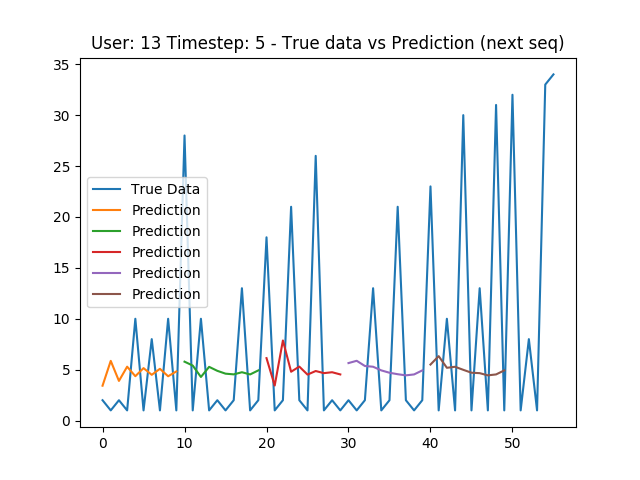 User: 13 Timestep: 5 - True data vs Prediction (next seq)
35
30
25
20
15
10
5
0
True Data
Prediction
Prediction
Prediction
Prediction
Prediction
0 10 20 30 40 50